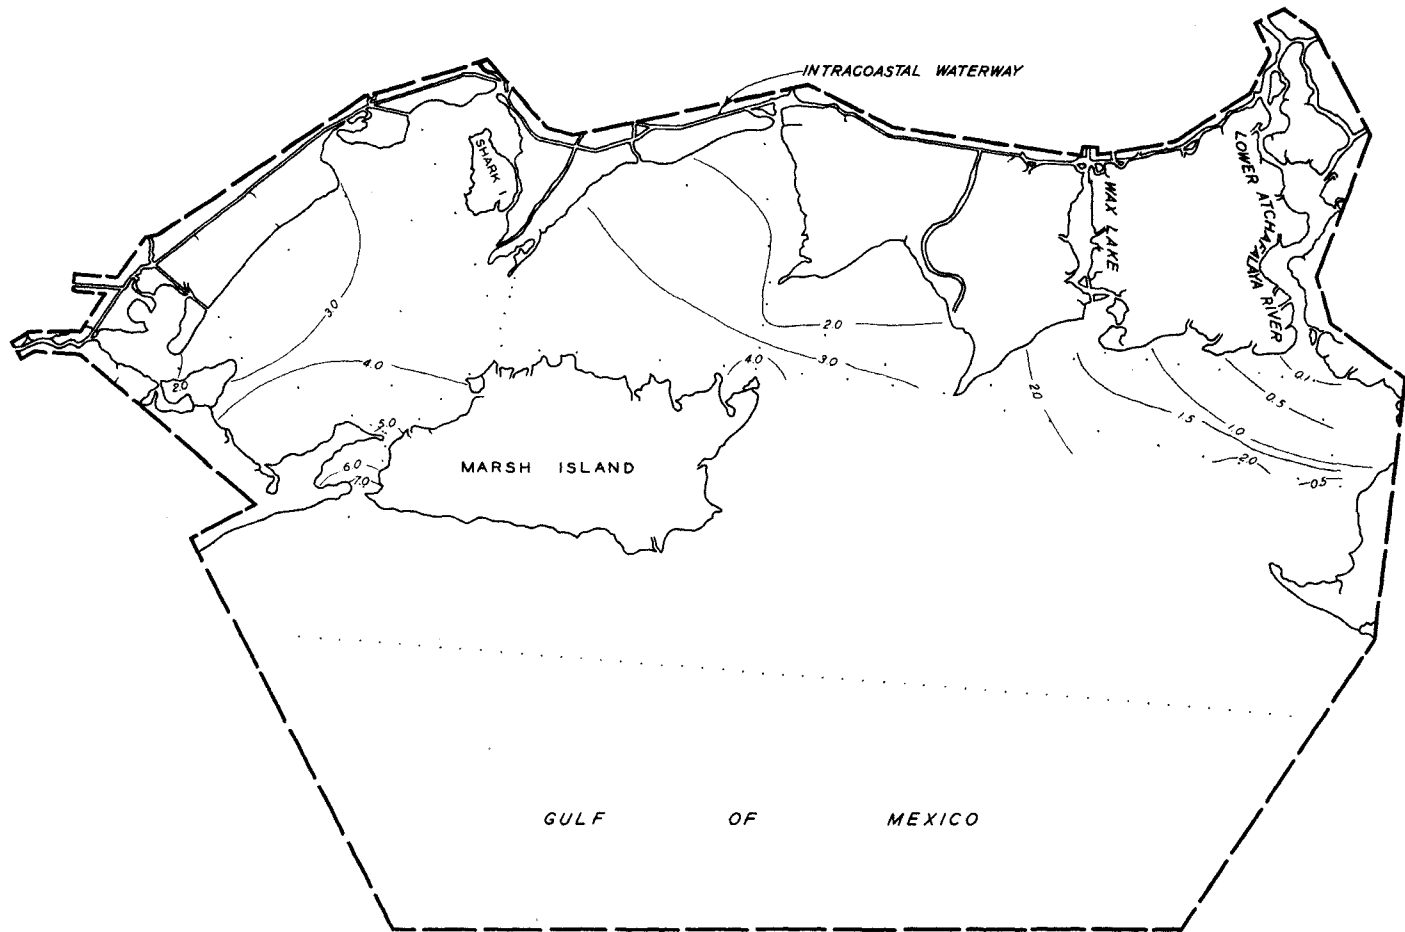 INTRACOASTAL WATERWAY
SHARK I
LOWER ATCHAFALAYA RIVER
WAX LAKE
3.0
2.0
3.0
4.0
4.0
2.0
2.0
0.1
0.5
1.5
1.0
5.0
6.0
7.0
MARSH ISLAND
2.0
0.5
GULF OF MEXICO